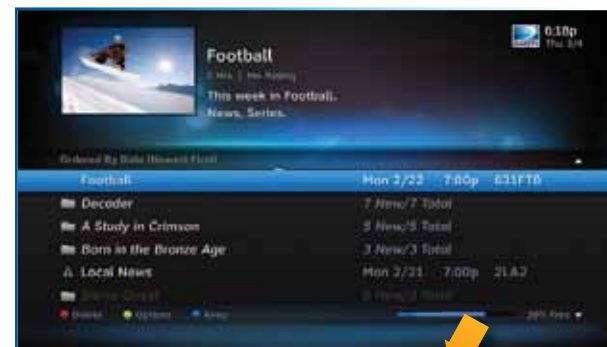 6:18p
Thu 3/4
Football
This week in Football.
News, Series.
Ordered By Date (Newest First)
Football Mon 2/22 7:00p 631FTB
Decoder 7 New/7 Total
A Study in Crimson 5 New/5 Total
Born in the Bronze Age 3 New/3 Total
Local News Mon 2/21 7:00p 2LA2
Delete Options Keep